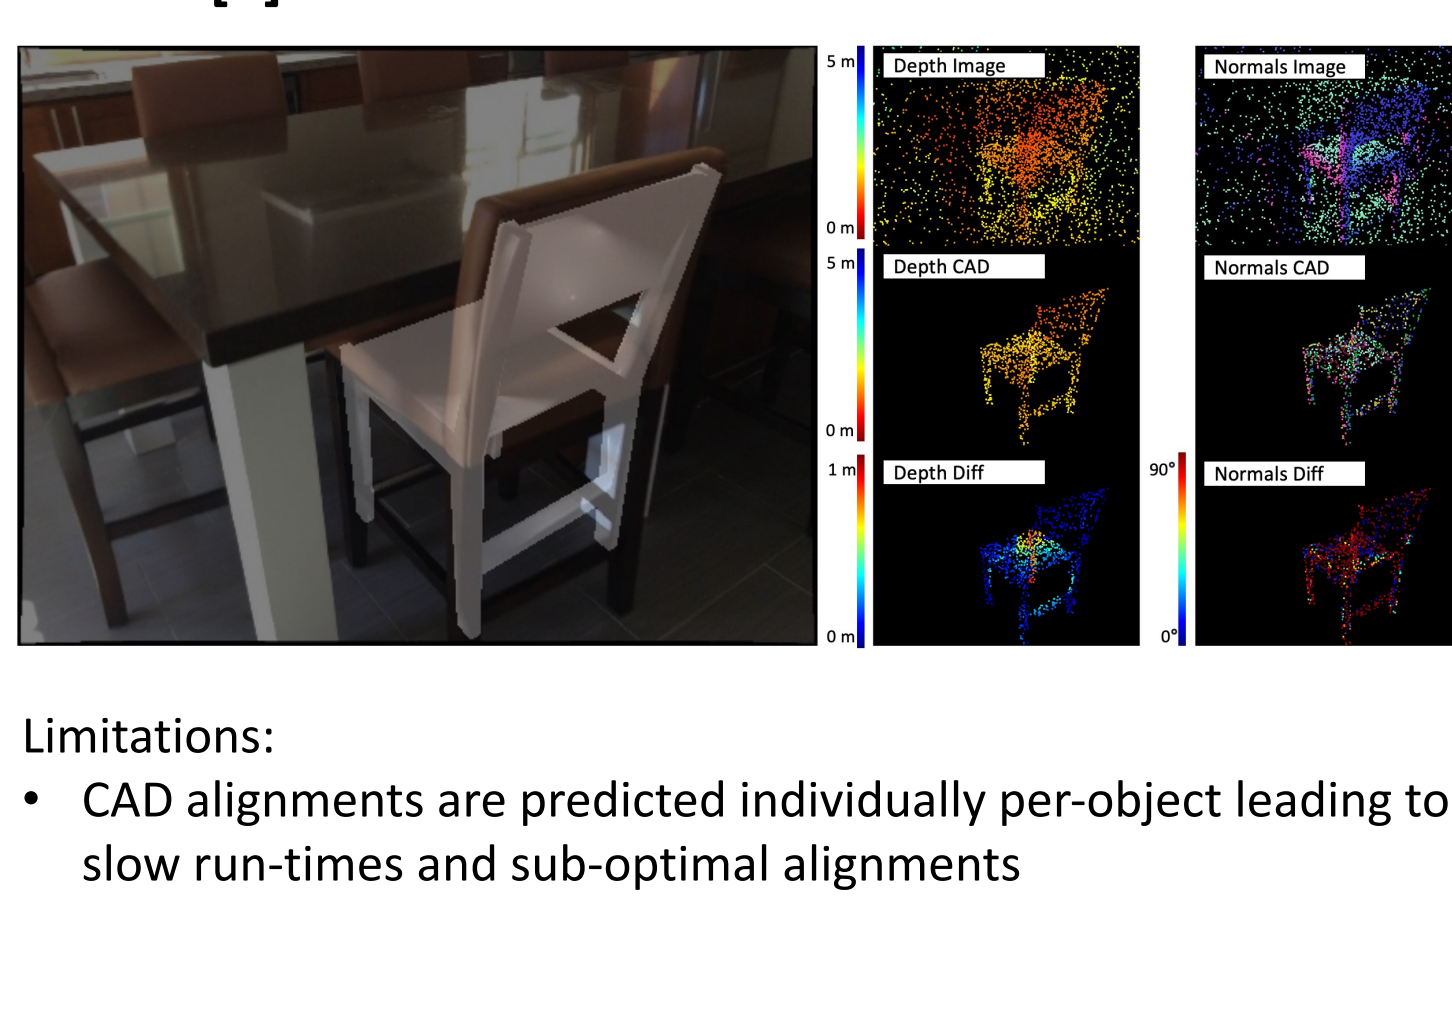 5 m
Depth Image
Normals Image
0 m
5 m
Depth CAD
Normals CAD
0 m
1 m
Depth Diff
90°
Normals Diff
0 m
0°
Limitations:
• CAD alignments are predicted individually per-object leading to
slow run-times and sub-optimal alignments